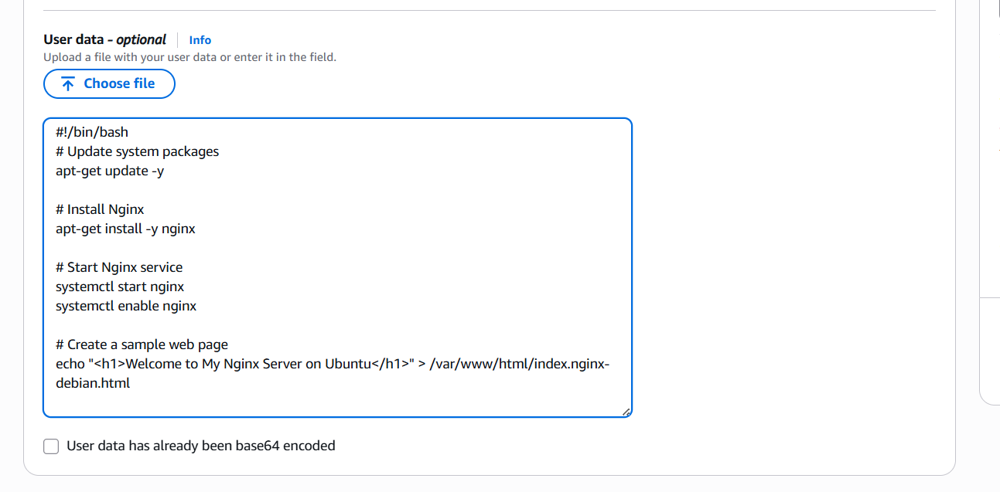 User data - optional Info
Upload a file with your user data or enter it in the field.
Choose file
#!/bin/bash
# Update system packages
apt-get update -y
# Install Nginx
apt-get install -y nginx
# Start Nginx service
systemctl start nginx
systemctl enable nginx
# Create a sample web page
echo "<h1>Welcome to My Nginx Server on Ubuntu</h1>" > /var/www/html/index.nginx-
debian.html
User data has already been base64 encoded